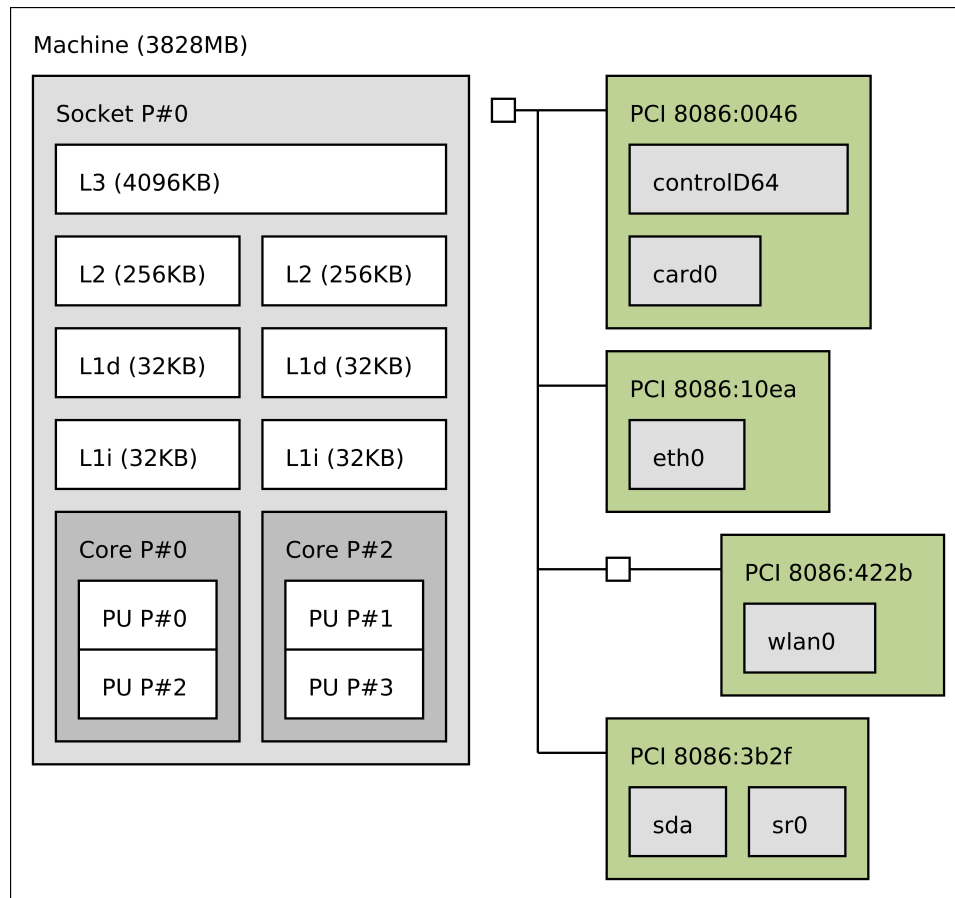 Machine (3828MB)
Socket P#0
L3 (4096KB)
L2 (256KB)
L2 (256KB)
L1d (32KB)
L1d (32KB)
L1i (32KB)
L1i (32KB)
Core P#0
PU P#0
PU P#2
Core P#2
PU P#1
PU P#3
PCI 8086:0046
controlD64
card0
PCI 8086:10ea
eth0
PCI 8086:422b
wlan0
PCI 8086:3b2f
sda
sr0